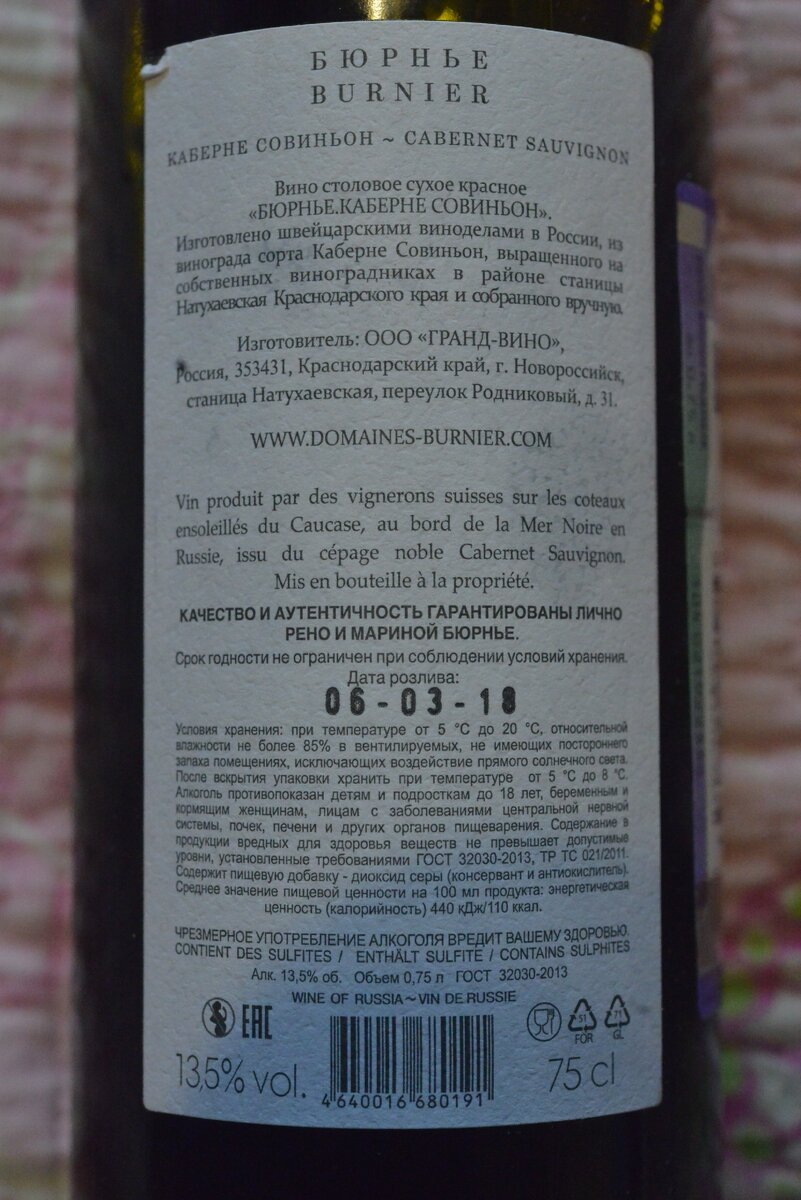 БЮРНЬЕ
BURNIER
КАБЕРНЕ СОВИНЬОН ~ CABERNET SAUVIGNON
Вино столовое сухое красное
«БЮРНЬЕ.КАБЕРНЕ СОВИНЬОН».
Изготовлено швейцарскими виноделами в России, из
винограда сорта Каберне Совиньон, выращенного на
собственных виноградниках в районе станицы
Натухаевская Краснодарского края и собранного вручную.
Изготовитель: ООО «ГРАНД-ВИНО»,
Россия, 353431, Краснодарский край, г. Новороссийск,
станица Натухаевская, переулок Родниковый, д. 31.
WWW.DOMAINES-BURNIER.COM
Vin produit par des vignerons suisses sur les coteaux
ensoleillés du Caucase, au bord de la Mer Noire en
Russie, issu du cépage noble Cabernet Sauvignon.
Mis en bouteille à la propriété.
КАЧЕСТВО И АУТЕНТИЧНОСТЬ ГАРАНТИРОВАНЫ ЛИЧНО
РЕНО И МАРИНОЙ БЮРНЬЕ.
Срок годности не ограничен при соблюдении условий хранения.
Дата розлива:
06-03-18
Условия хранения: при температуре от 5 °С до 20 °С, относительной
влажности не более 85% в вентилируемых, не имеющих постороннего
запаха помещениях, исключающих воздействие прямого солнечного света.
После вскрытия упаковки хранить при температуре от 5 °С до 8 °С.
Алкоголь противопоказан детям и подросткам до 18 лет, беременным и
кормящим женщинам, лицам с заболеваниями центральной нервной
системы, почек, печени и других органов пищеварения. Содержание в
продукции вредных для здоровья веществ не превышает допустимые
уровни, установленные требованиями ГОСТ 32030-2013, ТР ТС 021/2011.
Содержит пищевую добавку - диоксид серы (консервант и антиокислитель).
Среднее значение пищевой ценности на 100 мл продукта: энергетическая
ценность (калорийность) 440 кДж/110 ккал.
ЧРЕЗМЕРНОЕ УПОТРЕБЛЕНИЕ АЛКОГОЛЯ ВРЕДИТ ВАШЕМУ ЗДОРОВЬЮ.
CONTIENT DES SULFITES / ENTHÄLT SULFITE / CONTAINS SULPHITES
Алк. 13,5% об. Объем 0,75 л ГОСТ 32030-2013
WINE OF RUSSIA~VIN DE RUSSIE
EAC
51 71
FOR GL
13,5% vol. 75 cl
4 640016 680191